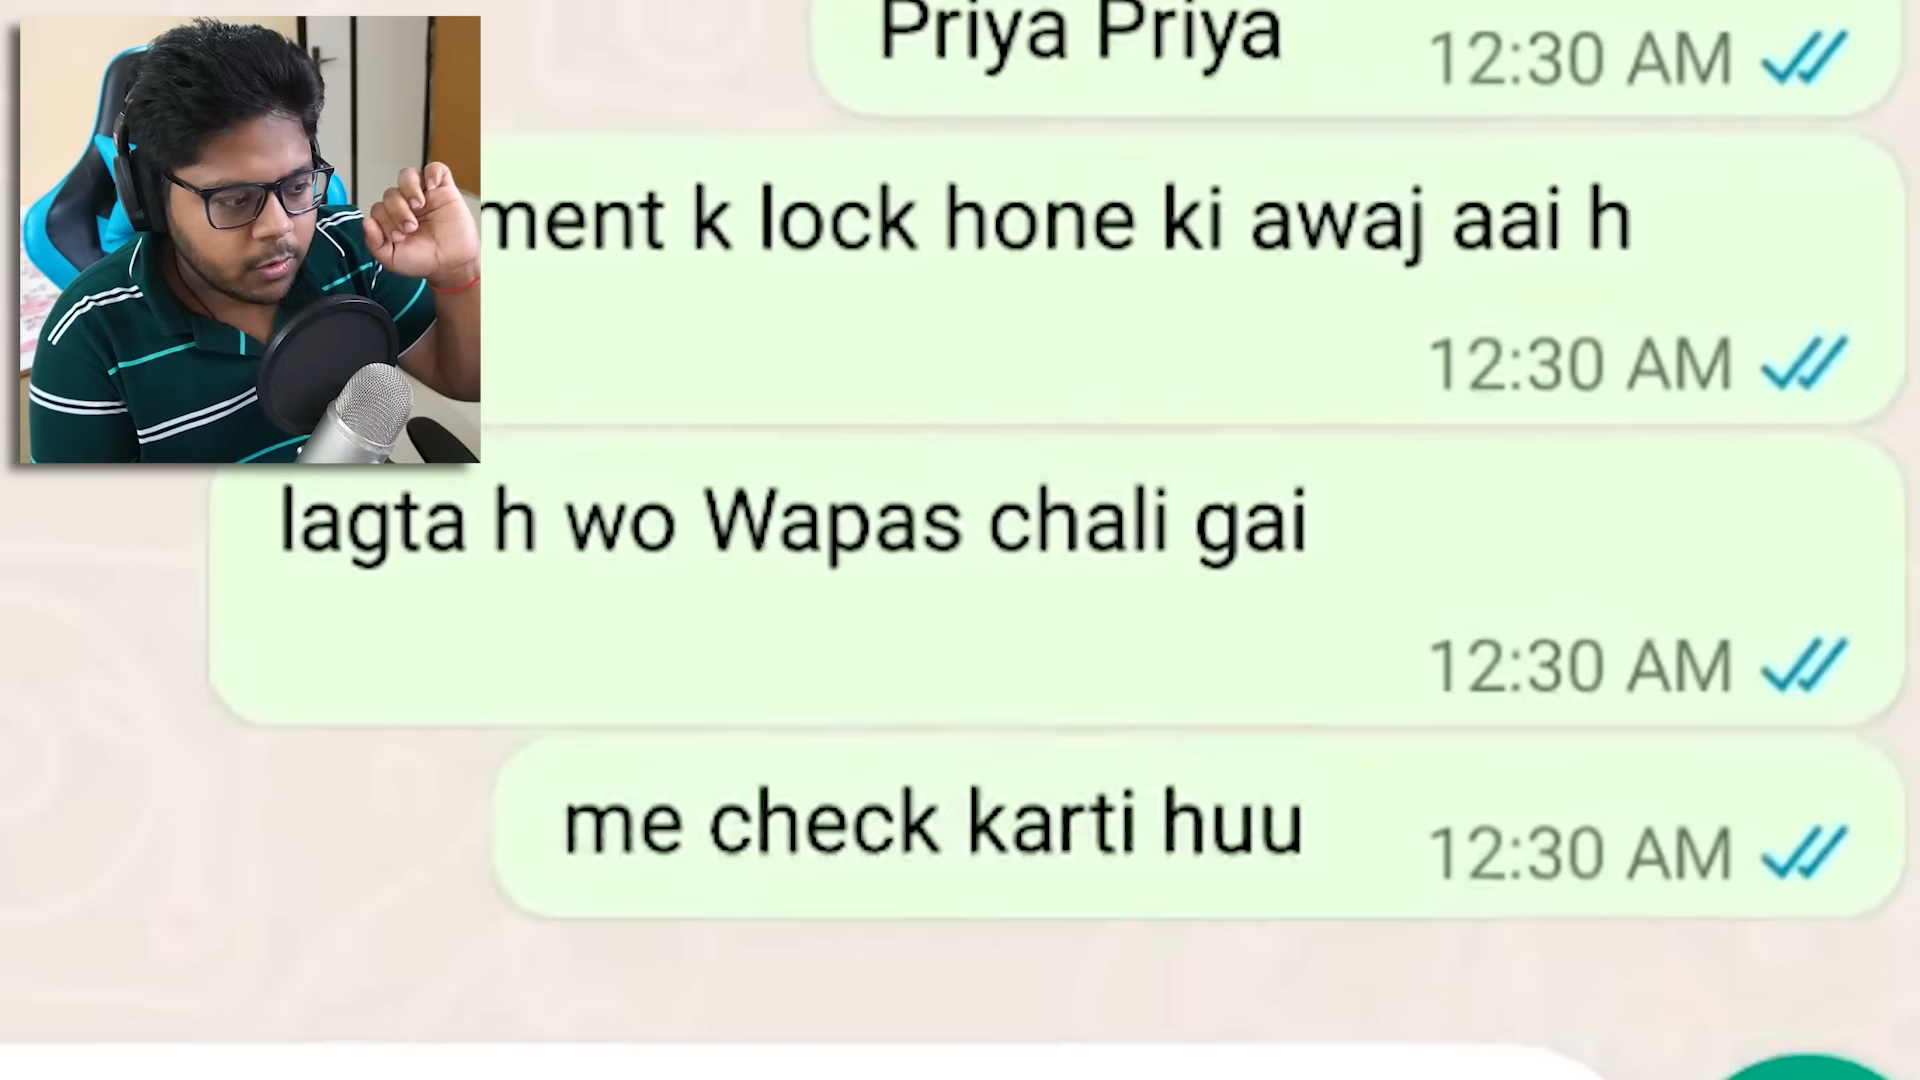 Priya Priya
12:30 AM
ment k lock hone ki awaj aai h
12:30 AM
lagta h wo Wapas chali gai
12:30 AM
me check karti huu
12:30 AM